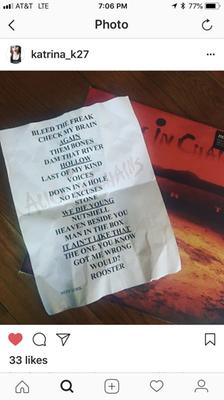 AT&T LTE 7:06 PM 77%
Photo
katrina_k27
BLEED THE FREAK
CHECK MY BRAIN
AGAIN
THEM BONES
DAM THAT RIVER
HOLLOW
LAST OF MY KIND
VOICES
DOWN IN A HOLE
NO EXCUSES
STONE
WE DIE YOUNG
NUTSHELL
HEAVEN BESIDE YOU
MAN IN THE BOX
IT AIN'T LIKE THAT
THE ONE YOU KNOW
GOT ME WRONG
WOULD?
ROOSTER
33 likes